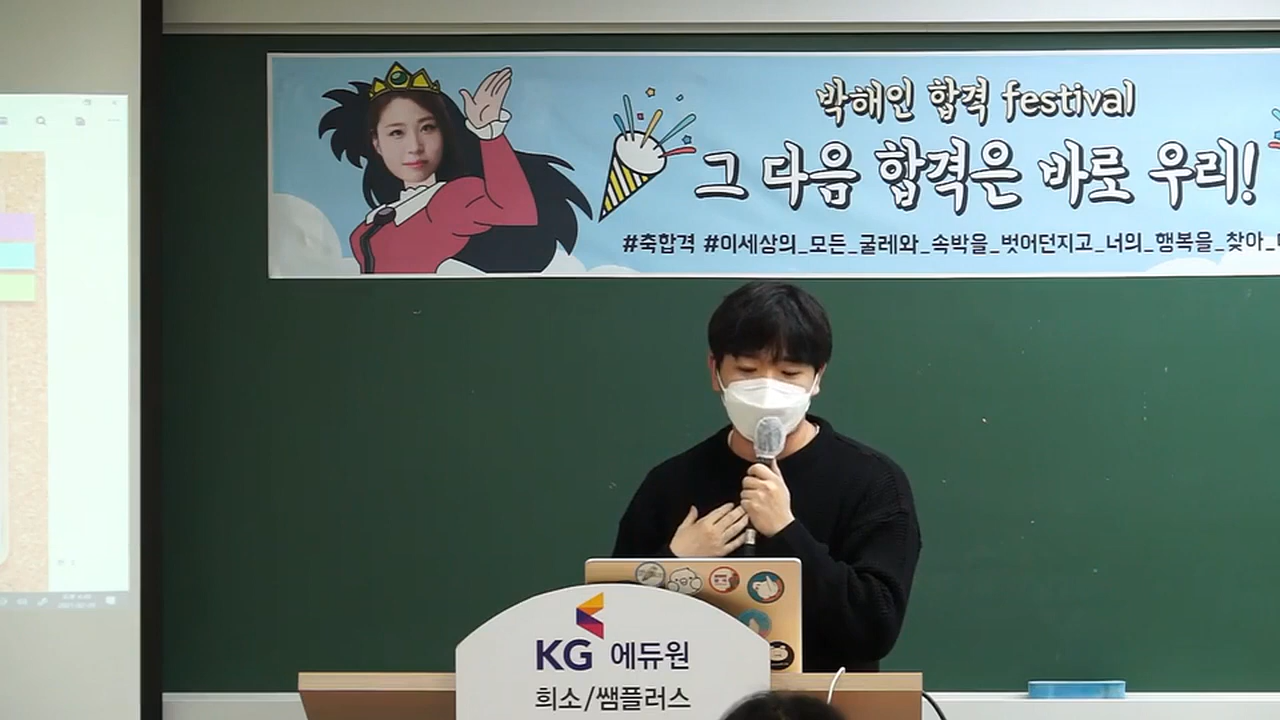 박해인 합격 festival
그 다음 합격은 바로 우리!
#축합격 #이세상의_모든_굴레와_속박을_벗어던지고_너의_행복을_찾아_
KG 에듀원
희소/쌤플러스